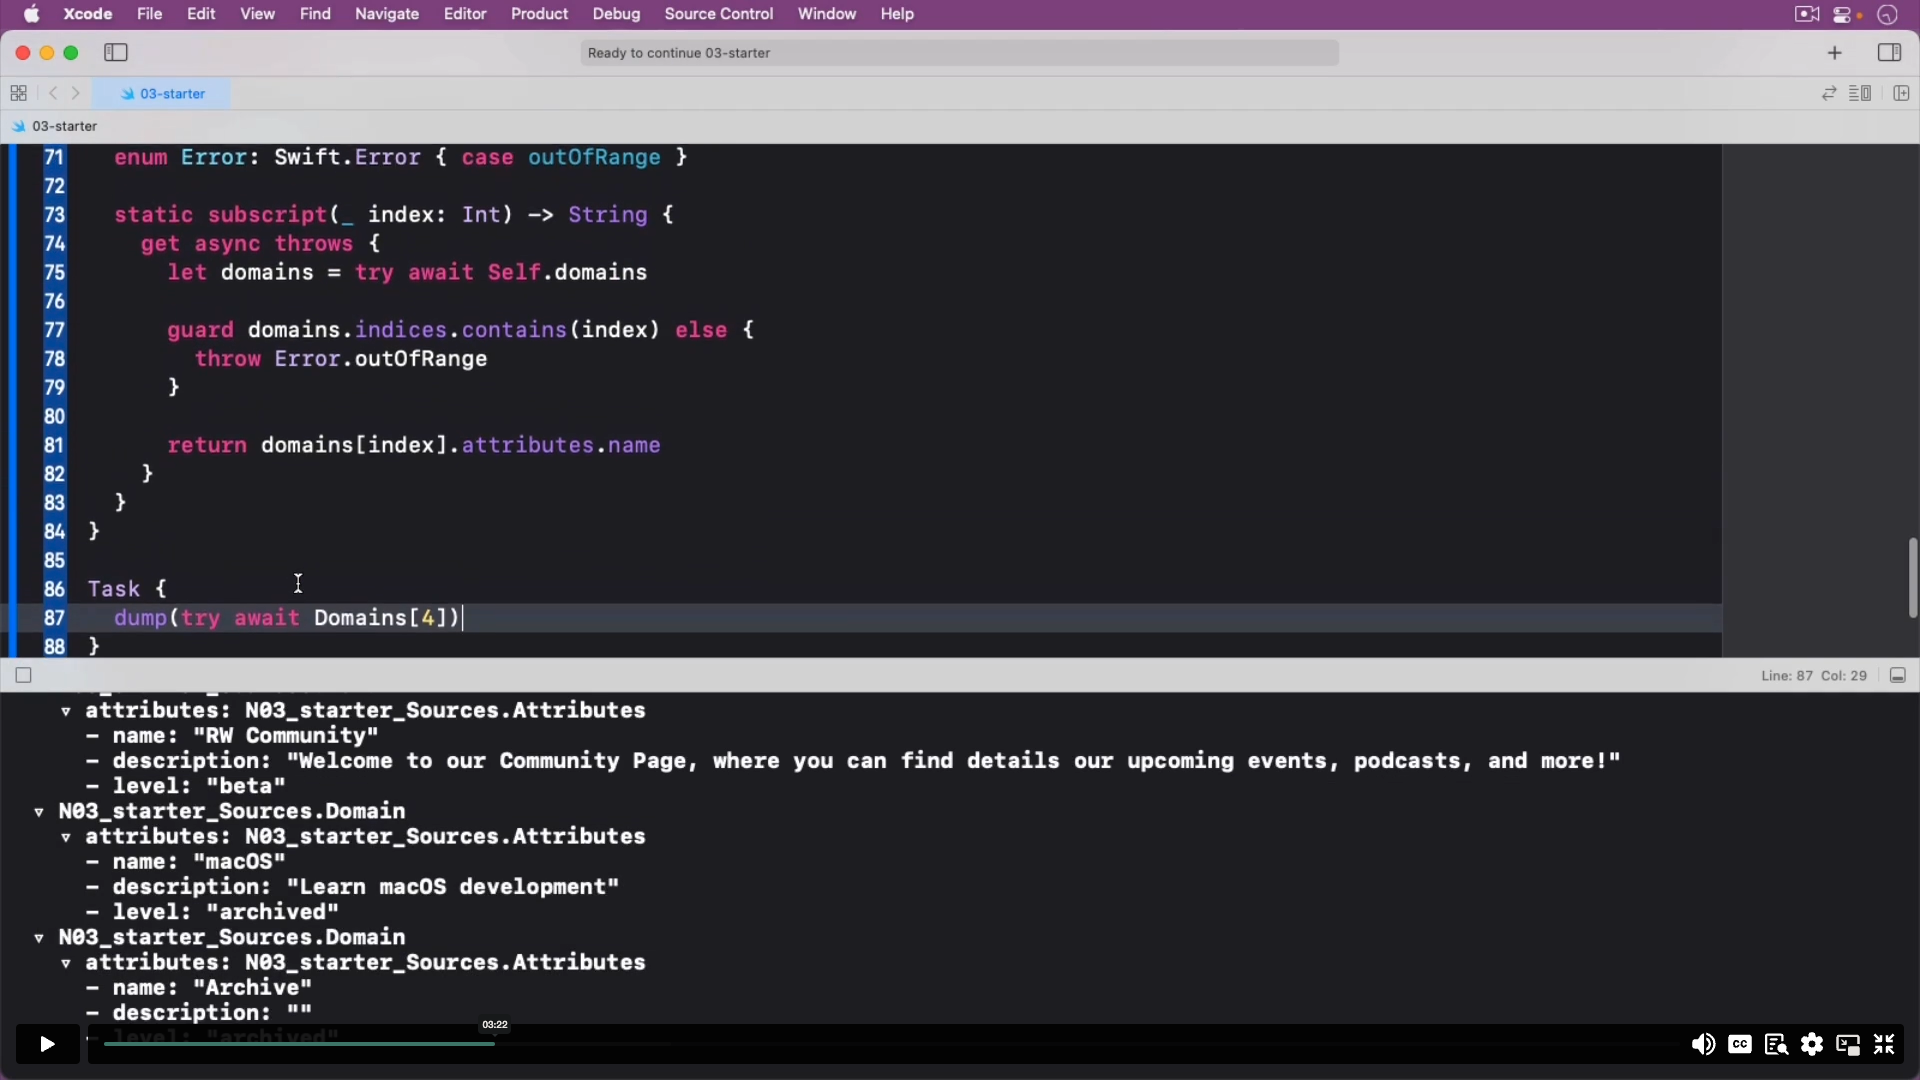 Xcode File Edit View Find Navigate Editor Product Debug Source Control Window Help
Ready to continue 03-starter
03-starter
03-starter
71 enum Error: Swift.Error { case outOfRange }
72
73 static subscript(_ index: Int) -> String {
74 get async throws {
75 let domains = try await Self.domains
76
77 guard domains.indices.contains(index) else {
78 throw Error.outOfRange
79 }
80
81 return domains[index].attributes.name
82 }
83 }
84 }
85
86 Task {
87 dump(try await Domains[4])
88 }
Line: 87 Col: 29
▿ attributes: N03_starter_Sources.Attributes
- name: "RW Community"
- description: "Welcome to our Community Page, where you can find details our upcoming events, podcasts, and more!"
- level: "beta"
▿ N03_starter_Sources.Domain
▿ attributes: N03_starter_Sources.Attributes
- name: "macOS"
- description: "Learn macOS development"
- level: "archived"
▿ N03_starter_Sources.Domain
▿ attributes: N03_starter_Sources.Attributes
- name: "Archive"
- description: ""
- level: "archived"
03:22
CC